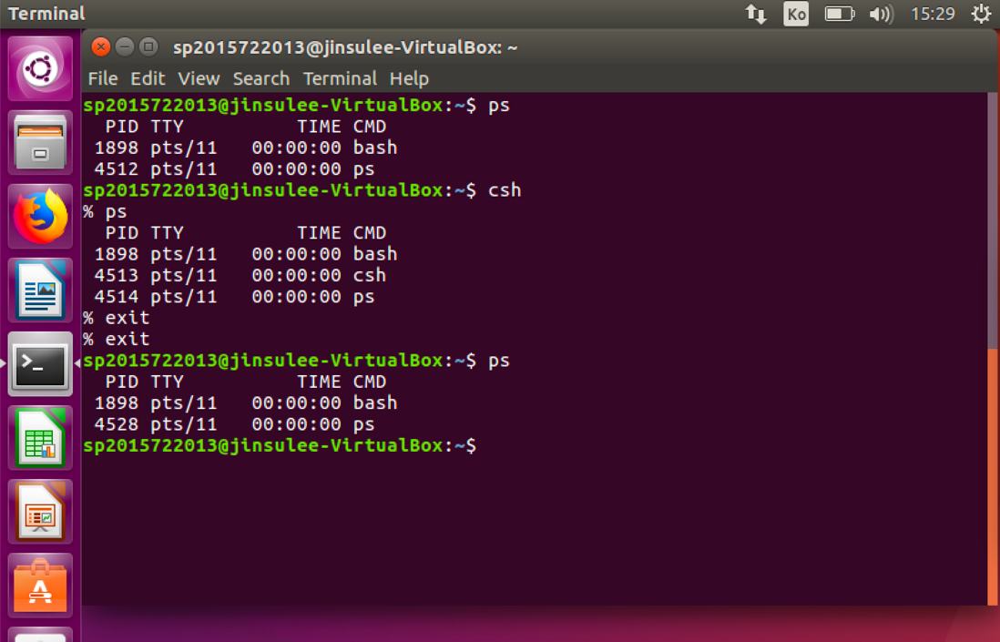 Terminal
Ko
15:29
sp2015722013@jinsulee-VirtualBox: ~
File Edit View Search Terminal Help
sp2015722013@jinsulee-VirtualBox:~$ ps
  PID TTY          TIME CMD
 1898 pts/11   00:00:00 bash
 4512 pts/11   00:00:00 ps
sp2015722013@jinsulee-VirtualBox:~$ csh
% ps
  PID TTY          TIME CMD
 1898 pts/11   00:00:00 bash
 4513 pts/11   00:00:00 csh
 4514 pts/11   00:00:00 ps
% exit
% exit
sp2015722013@jinsulee-VirtualBox:~$ ps
  PID TTY          TIME CMD
 1898 pts/11   00:00:00 bash
 4528 pts/11   00:00:00 ps
sp2015722013@jinsulee-VirtualBox:~$